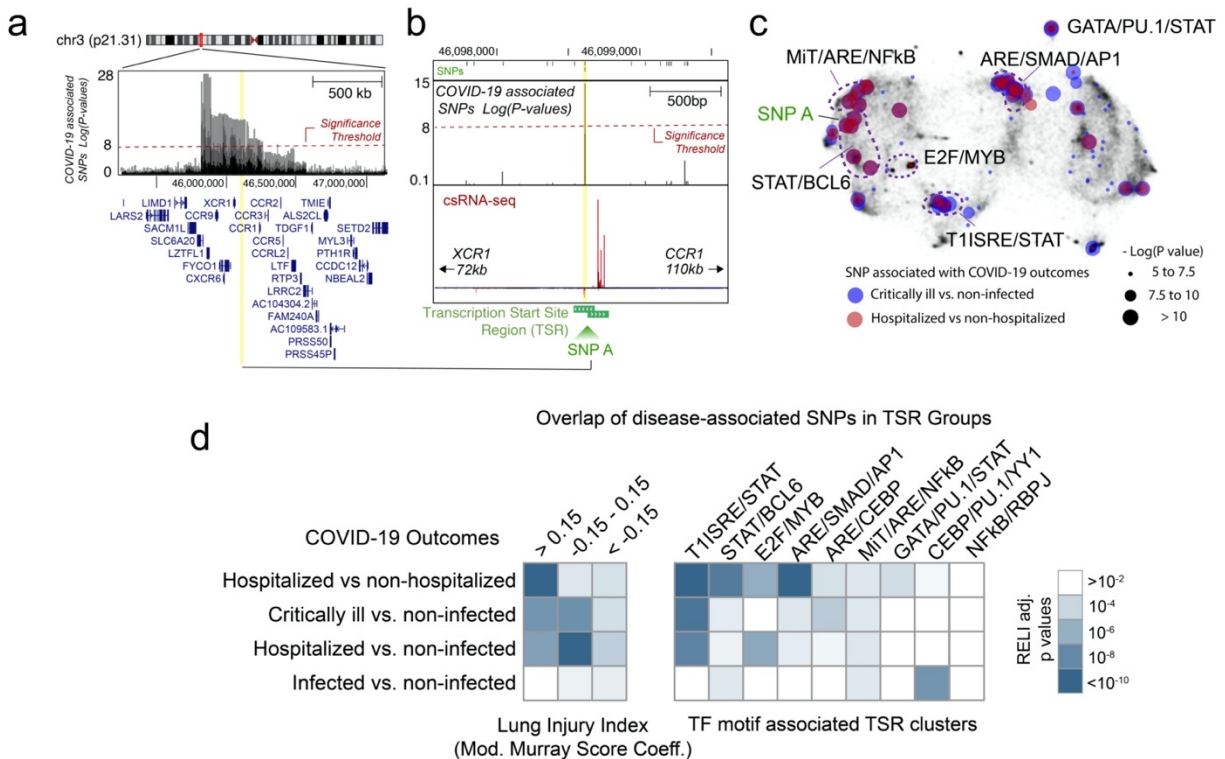 a
chr3 (p21.31)
28
8
0
COVID-19 associated
SNPs Log(P-values)
500 kb
Significance
Threshold
46,000,000
46,500,000
47,000,000
LIMD1
XCR1
CCR2
TMIE
LARS2
CCR9
CCR3
ALS2CL
SACM1L
CCR1
TDGF1
SETD2
SLC6A20
CCR5
MYL3
LZTFL1
CCRL2
PTH1R
FYCO1
LTF
CCDC12
CXCR6
RTP3
NBEAL2
LRRC2
AC104304.2
FAM240A
AC109583.1
PRSS50
PRSS45P
b
46,098,000
46,099,000
SNPs
15
COVID-19 associated
SNPs Log(P-values)
500bp
8
Significance
Threshold
0.1
csRNA-seq
XCR1
72kb
CCR1
110kb
Transcription Start Site
Region (TSR)
SNP A
c
GATA/PU.1/STAT
MiT/ARE/NFkB
ARE/SMAD/AP1
SNP A
E2F/MYB
STAT/BCL6
T1ISRE/STAT
SNP associated with COVID-19 outcomes
Critically ill vs. non-infected
Hospitalized vs non-hospitalized
- Log(P value)
5 to 7.5
7.5 to 10
> 10
d
Overlap of disease-associated SNPs in TSR Groups
COVID-19 Outcomes
> 0.15
-0.15 - 0.15
< -0.15
T1ISRE/STAT
STAT/BCL6
E2F/MYB
ARE/SMAD/AP1
ARE/CEBP
MiT/ARE/NFkB
GATA/PU.1/STAT
CEBP/PU.1/YY1
NFkB/RBPJ
Hospitalized vs non-hospitalized
Critically ill vs. non-infected
Hospitalized vs. non-infected
Infected vs. non-infected
Lung Injury Index
(Mod. Murray Score Coeff.)
TF motif associated TSR clusters
RELI adj.
p values
>10⁻²
10⁻⁴
10⁻⁶
10⁻⁸
<10⁻¹⁰